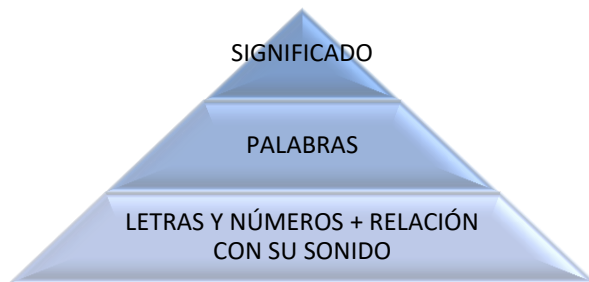 SIGNIFICADO
PALABRAS
LETRAS Y NÚMEROS + RELACIÓN
CON SU SONIDO